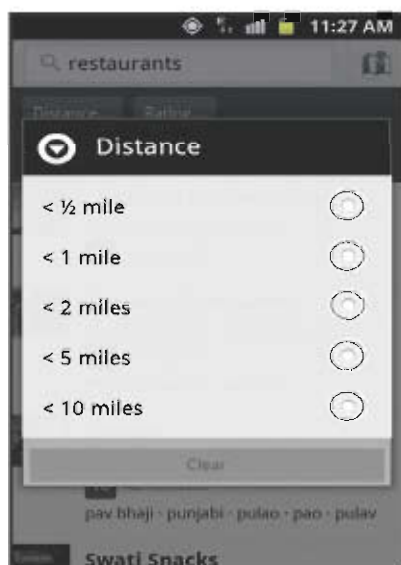 11:27 AM
restaurants
Distance
Distance
< ½ mile
< 1 mile
< 2 miles
< 5 miles
< 10 miles
Clear
pav bhaji · punjabi · pulao · pao · pulav
Swati Snacks